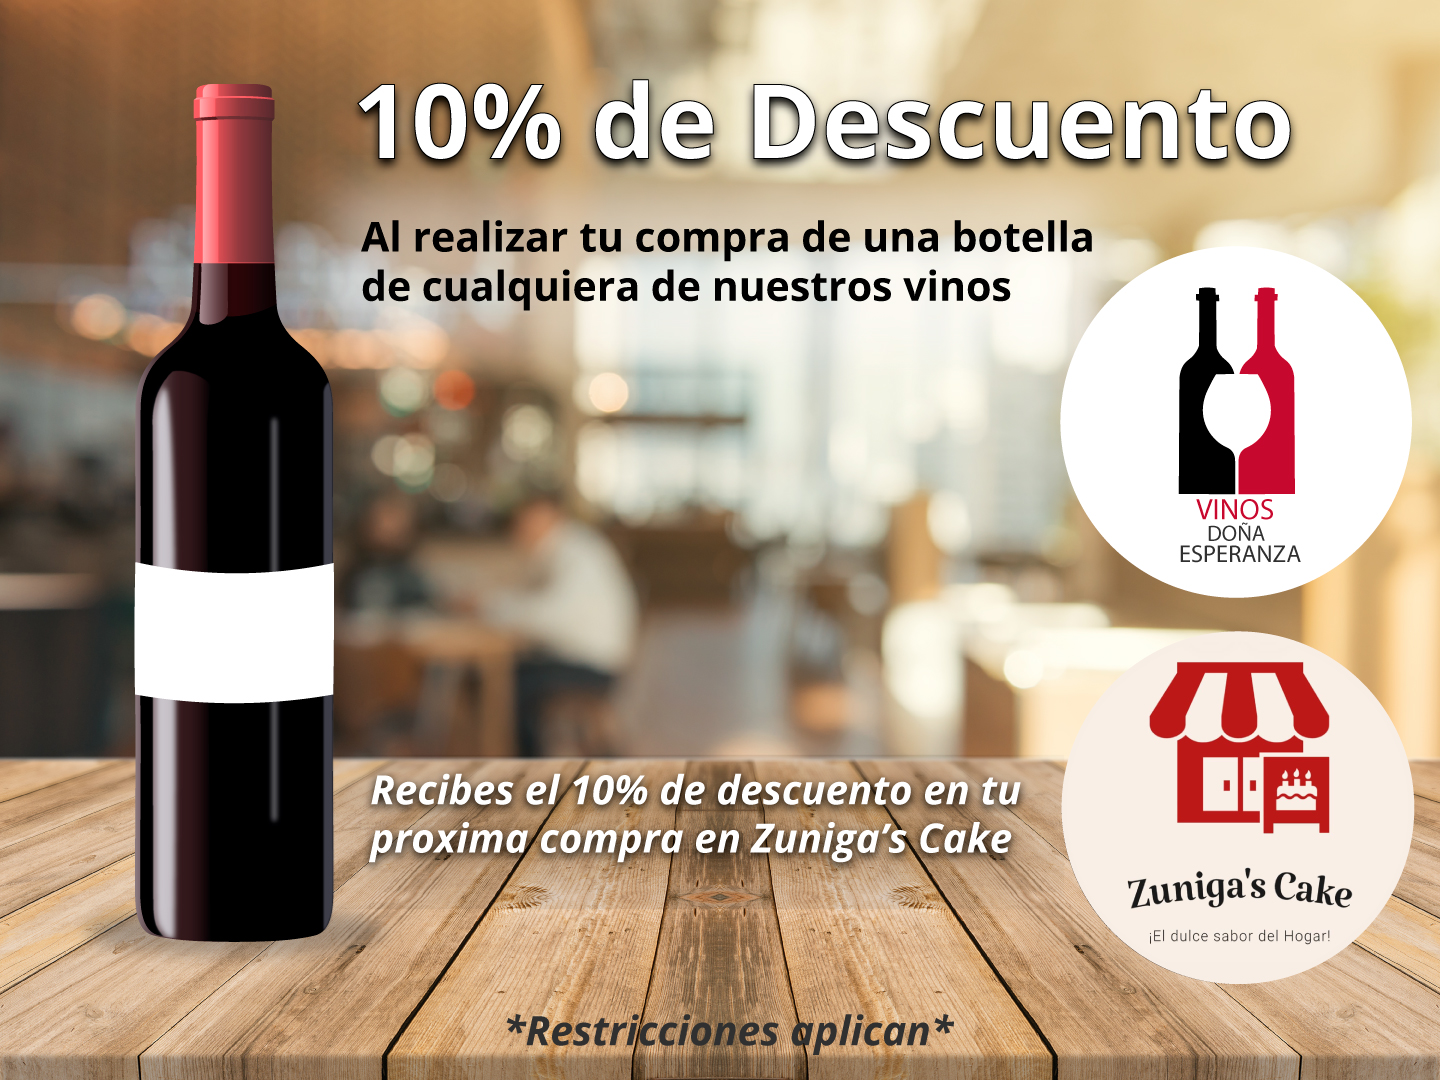 10% de Descuento
Al realizar tu compra de una botella
de cualquiera de nuestros vinos
VINOS
DOÑA
ESPERANZA
Recibes el 10% de descuento en tu
proxima compra en Zuniga’s Cake
Zuniga's Cake
¡El dulce sabor del Hogar!
*Restricciones aplican*